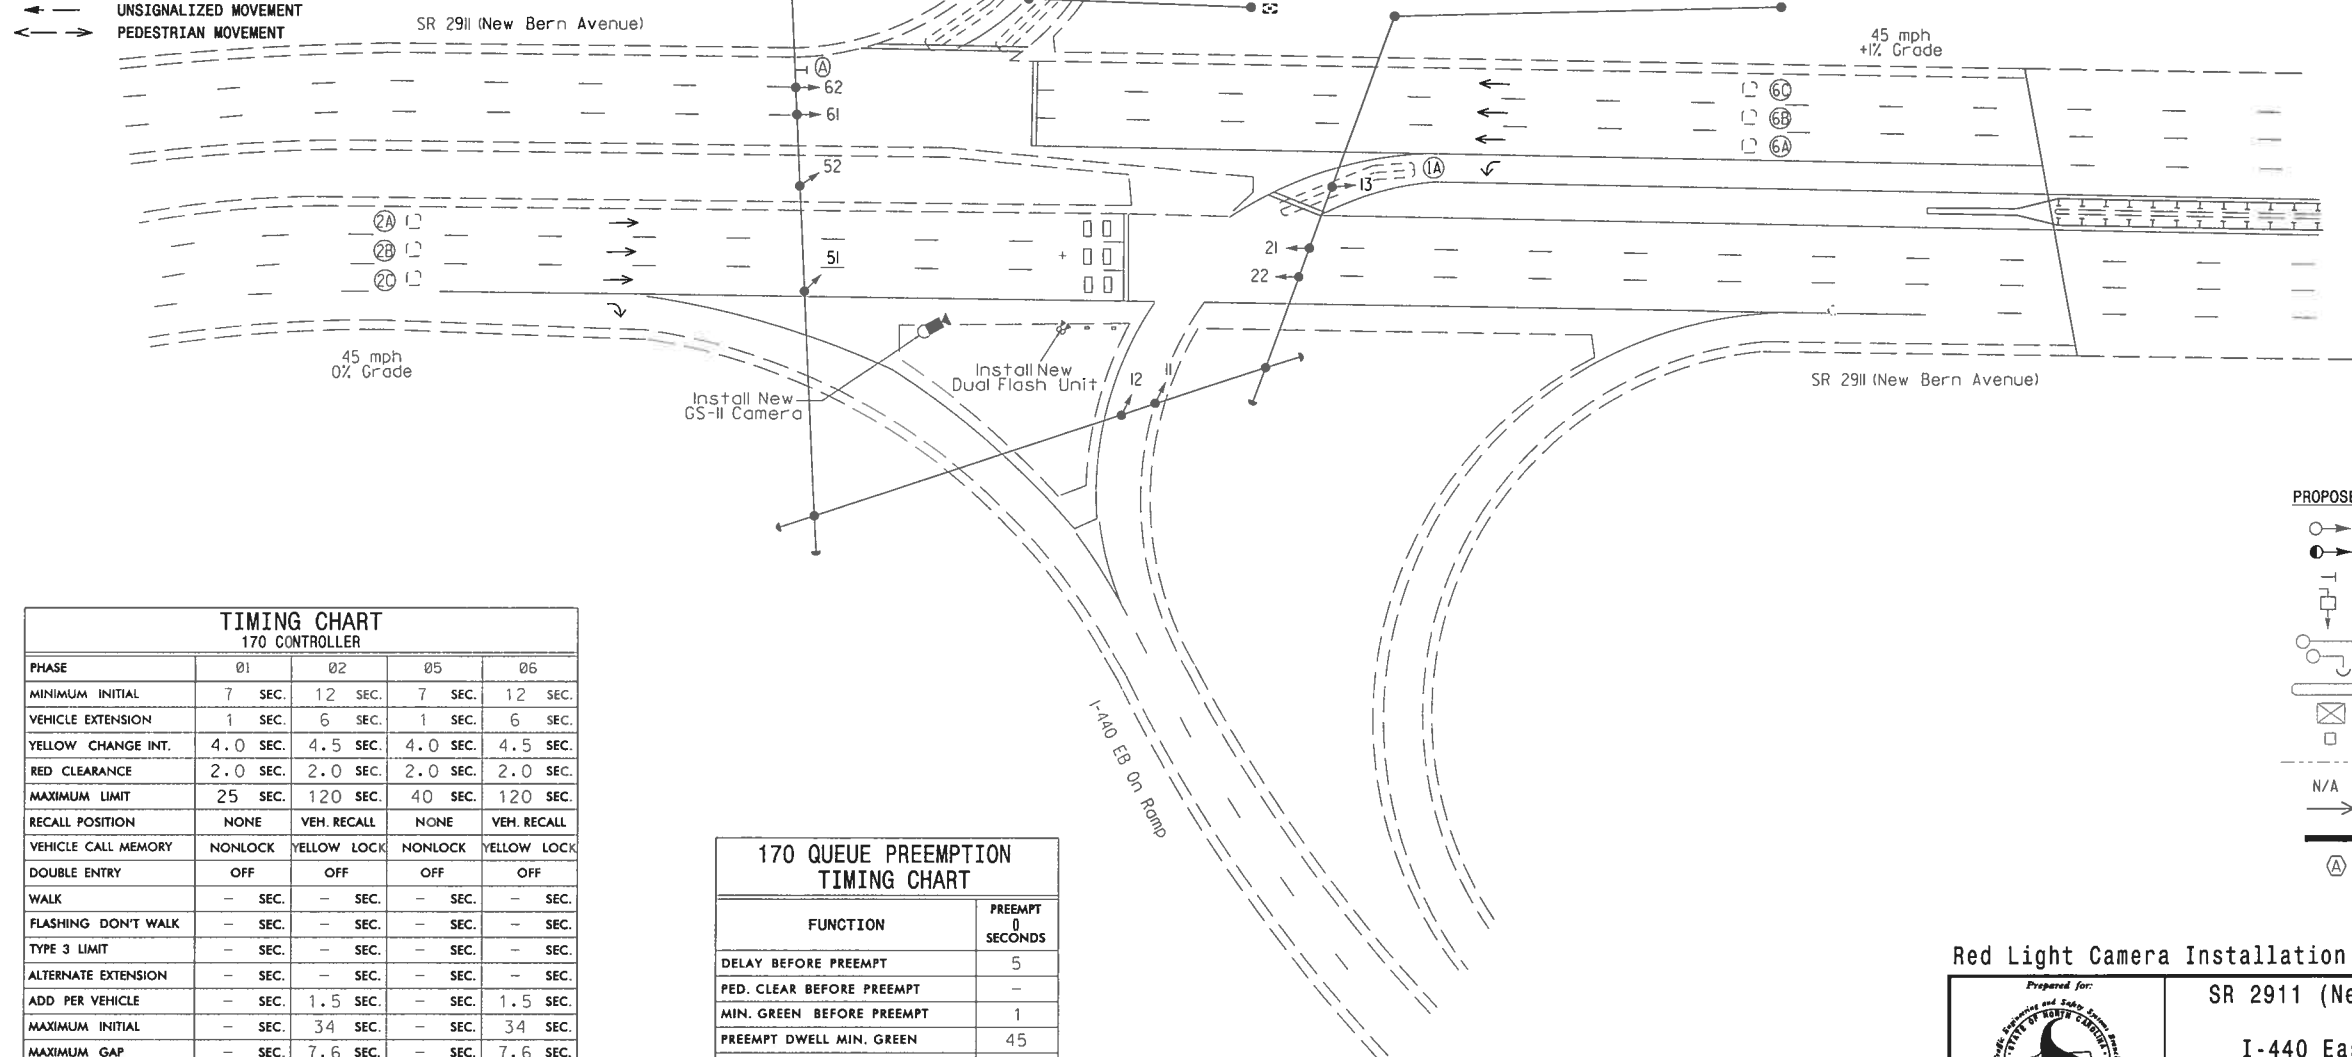 UNSIGNALIZED MOVEMENT
PEDESTRIAN MOVEMENT
SR 2911 (New Bern Avenue)
45 mph
+1% Grade
A
62
61
52
51
6C
6B
6A
1A
13
2A
2B
2C
21
22
45 mph
0% Grade
Install New
GS-II Camera
Install New
Dual Flash Unit
12
11
SR 2911 (New Bern Avenue)
I-440 EB On Ramp
PROPOSE
N/A
A
TIMING CHART
170 CONTROLLER
PHASE 01 02 05 06
MINIMUM INITIAL 7 SEC. 12 SEC. 7 SEC. 12 SEC.
VEHICLE EXTENSION 1 SEC. 6 SEC. 1 SEC. 6 SEC.
YELLOW CHANGE INT. 4.0 SEC. 4.5 SEC. 4.0 SEC. 4.5 SEC.
RED CLEARANCE 2.0 SEC. 2.0 SEC. 2.0 SEC. 2.0 SEC.
MAXIMUM LIMIT 25 SEC. 120 SEC. 40 SEC. 120 SEC.
RECALL POSITION NONE VEH. RECALL NONE VEH. RECALL
VEHICLE CALL MEMORY NONLOCK YELLOW LOCK NONLOCK YELLOW LOCK
DOUBLE ENTRY OFF OFF OFF OFF
WALK - SEC. - SEC. - SEC. - SEC.
FLASHING DON'T WALK - SEC. - SEC. - SEC. - SEC.
TYPE 3 LIMIT - SEC. - SEC. - SEC. - SEC.
ALTERNATE EXTENSION - SEC. - SEC. - SEC. - SEC.
ADD PER VEHICLE - SEC. 1.5 SEC. - SEC. 1.5 SEC.
MAXIMUM INITIAL - SEC. 34 SEC. - SEC. 34 SEC.
MAXIMUM GAP - SEC. 7.6 SEC. - SEC. 7.6 SEC.
170 QUEUE PREEMPTION
TIMING CHART
FUNCTION PREEMPT 0 SECONDS
DELAY BEFORE PREEMPT 5
PED. CLEAR BEFORE PREEMPT -
MIN. GREEN BEFORE PREEMPT 1
PREEMPT DWELL MIN. GREEN 45
Red Light Camera Installation
Prepared for:
STATE OF NORTH CAROLINA
SR 2911 (Ne
I-440 Ea